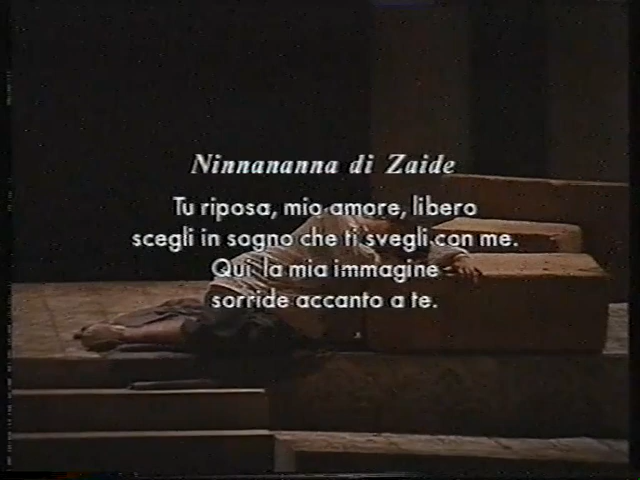 Ninnananna di Zaide
Tu riposa, mio amore, libero
scegli in sogno che ti svegli con me.
Qui la mia immagine
sorride accanto a te.